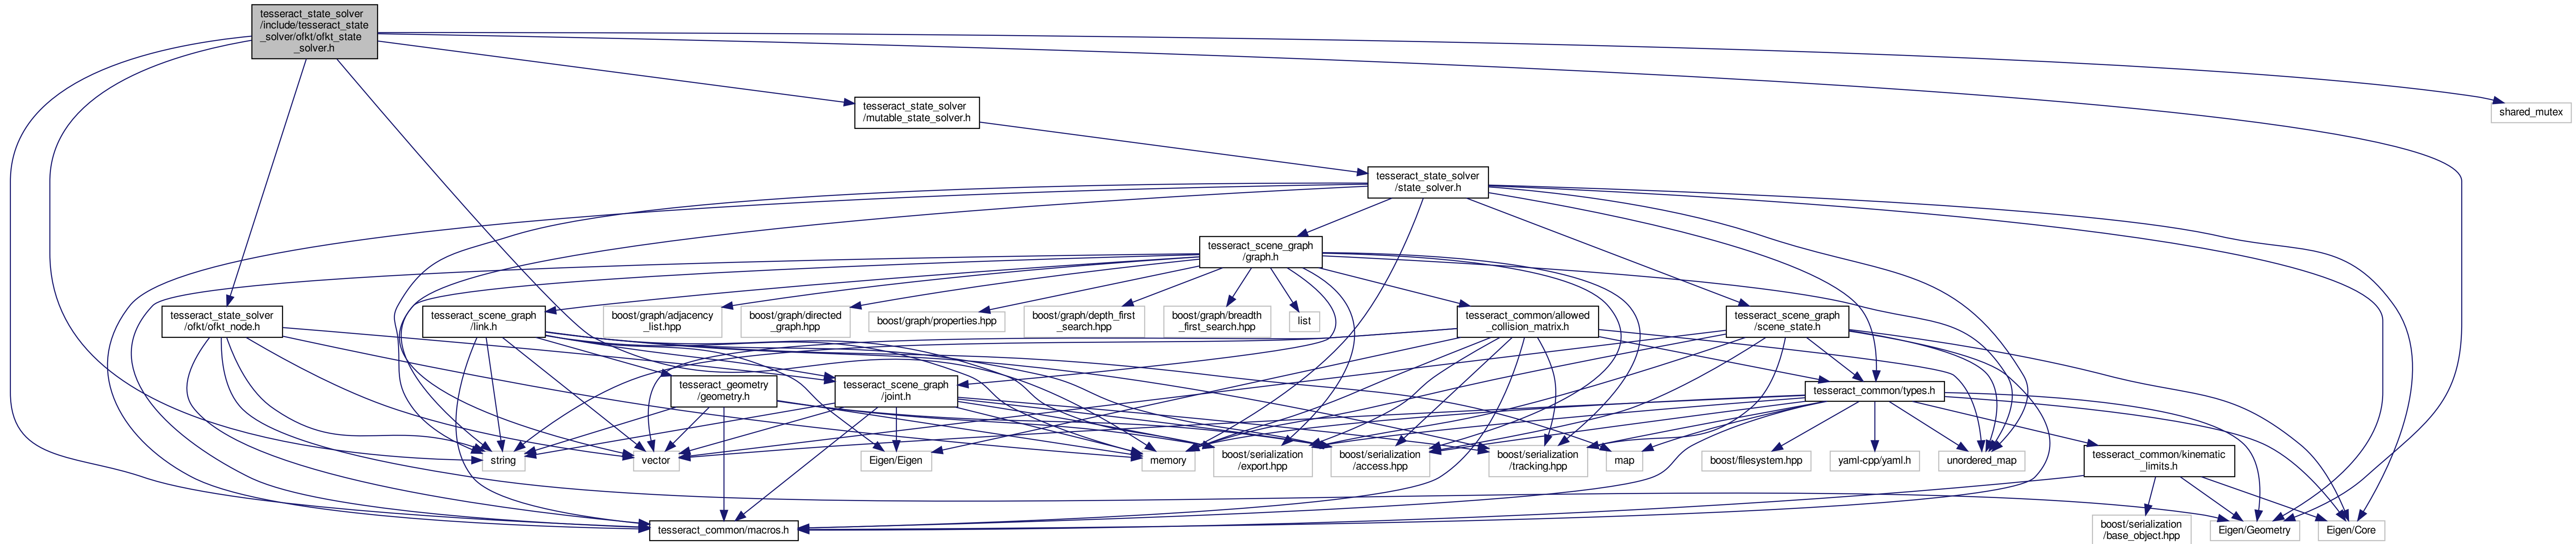 tesseract_state_solver
/include/tesseract_state
_solver/ofkt/ofkt_state
_solver.h
tesseract_state_solver
/mutable_state_solver.h
shared_mutex
tesseract_state_solver
/state_solver.h
tesseract_scene_graph
/graph.h
tesseract_state_solver
/ofkt/ofkt_node.h
tesseract_scene_graph
/link.h
boost/graph/adjacency
_list.hpp
boost/graph/directed
_graph.hpp
boost/graph/properties.hpp
boost/graph/depth_first
_search.hpp
boost/graph/breadth
_first_search.hpp
list
tesseract_common/allowed
_collision_matrix.h
tesseract_scene_graph
/scene_state.h
tesseract_geometry
/geometry.h
tesseract_scene_graph
/joint.h
tesseract_common/types.h
string
vector
Eigen/Eigen
memory
boost/serialization
/export.hpp
boost/serialization
/access.hpp
boost/serialization
/tracking.hpp
map
boost/filesystem.hpp
yaml-cpp/yaml.h
unordered_map
tesseract_common/kinematic
_limits.h
tesseract_common/macros.h
boost/serialization
/base_object.hpp
Eigen/Geometry
Eigen/Core